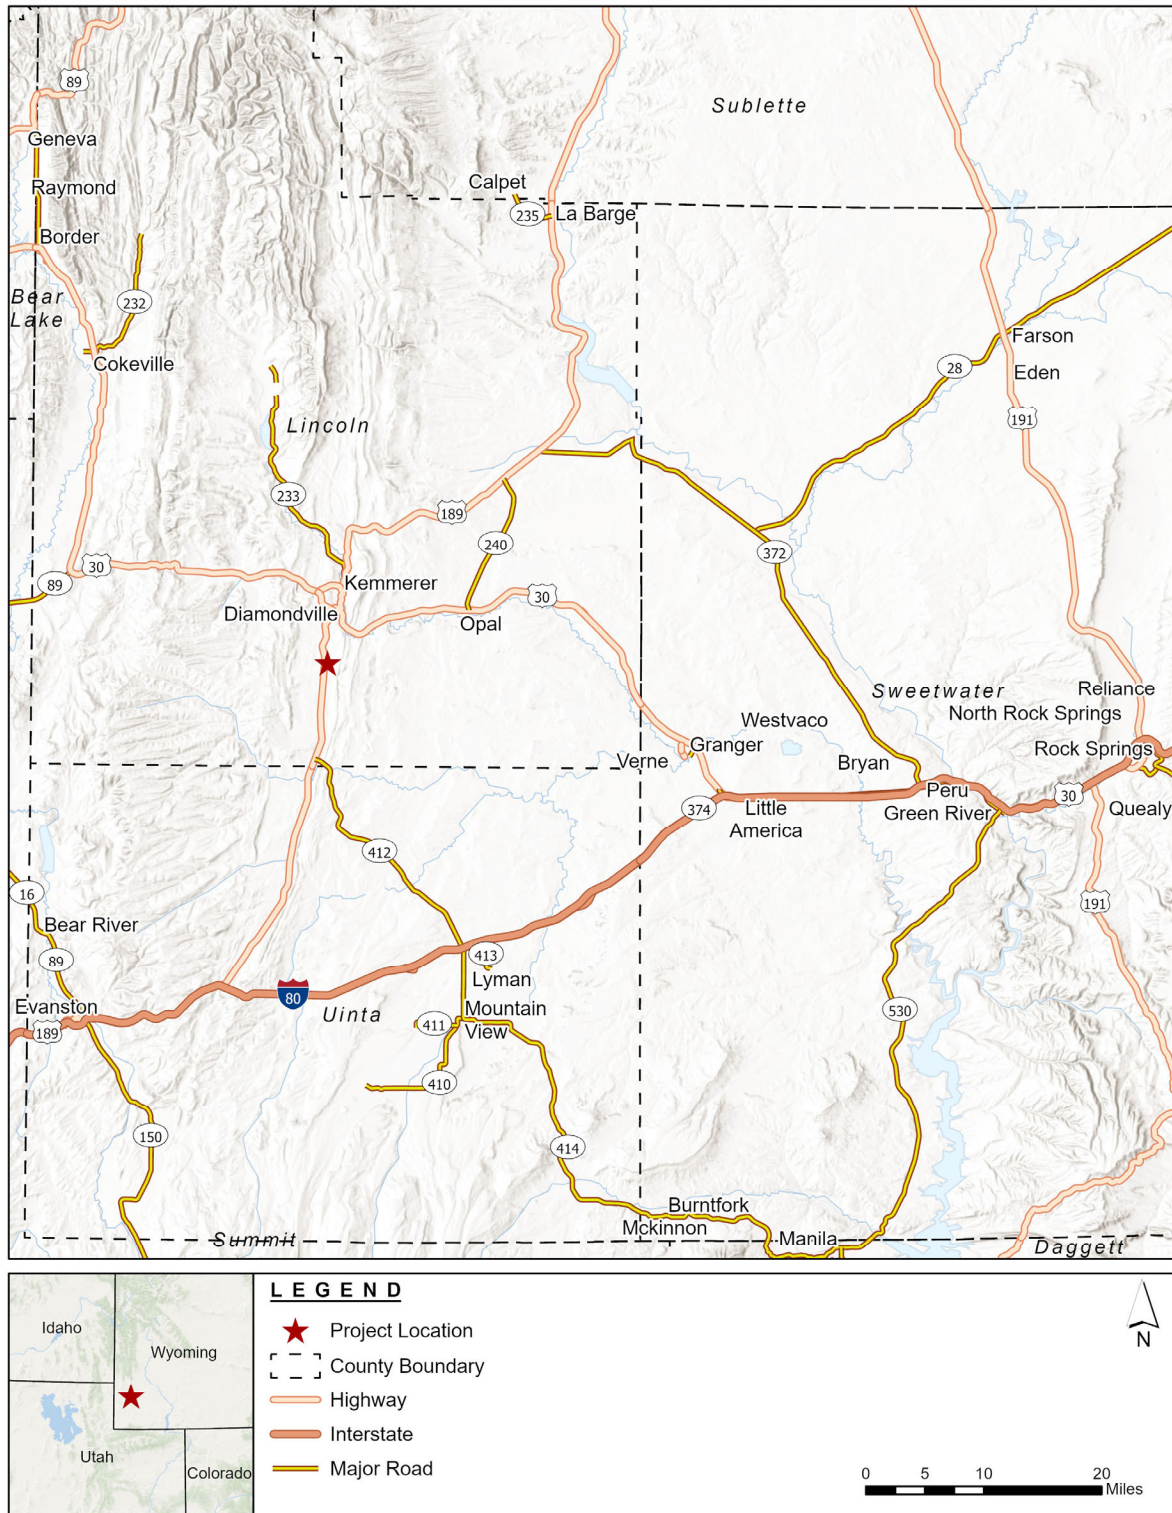 89
Sublette
Geneva
Calpet
Raymond
235
La Barge
Border
Bear
Lake
232
Farson
Cokeville
28
Eden
191
Lincoln
233
189
240
372
30
89
Kemmerer
30
Diamondville
Opal
Sweetwater
Reliance
North Rock Springs
Westvaco
Granger
Rock Springs
Verne
Bryan
Peru
30
374
Little
America
Green River
Quealy
412
16
191
Bear River
413
89
Lyman
80
Evanston
Uinta
Mountain
View
530
189
411
410
150
414
Burntfork
Mckinnon
Summit
Manila
Daggett
LEGEND
Project Location
County Boundary
Highway
Interstate
Major Road
Idaho
Wyoming
Utah
Colorado
N
0 5 10 20
Miles